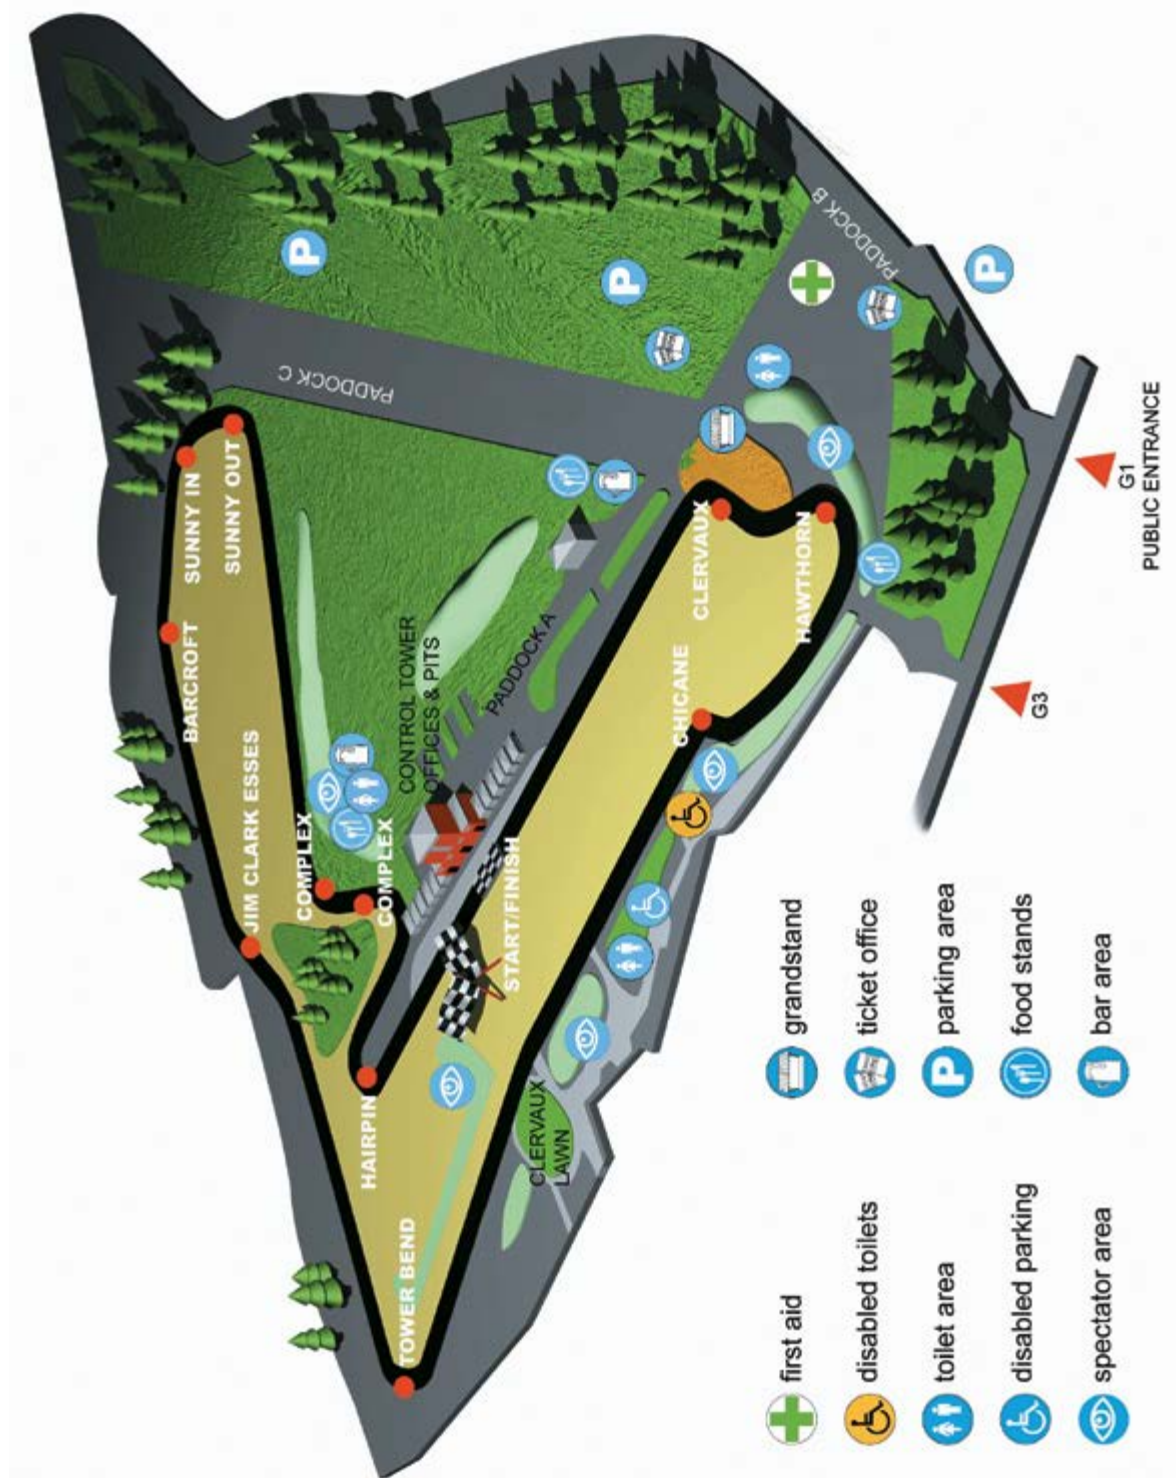 SUNNY IN
SUNNY OUT
BARCROFT
JIM CLARK ESSES
COMPLEX
COMPLEX
HAIRPIN
TOWER BEND
CONTROL TOWER
OFFICES & PITS
PADDOCK A
PADDOCK C
PADDOCK B
START/FINISH
CHICANE
CLERVAUX
HAWTHORN
CLERVAUX
LAWN
G1
PUBLIC ENTRANCE
G3
P
P
P
first aid
disabled toilets
toilet area
disabled parking
spectator area
grandstand
ticket office
P parking area
food stands
bar area